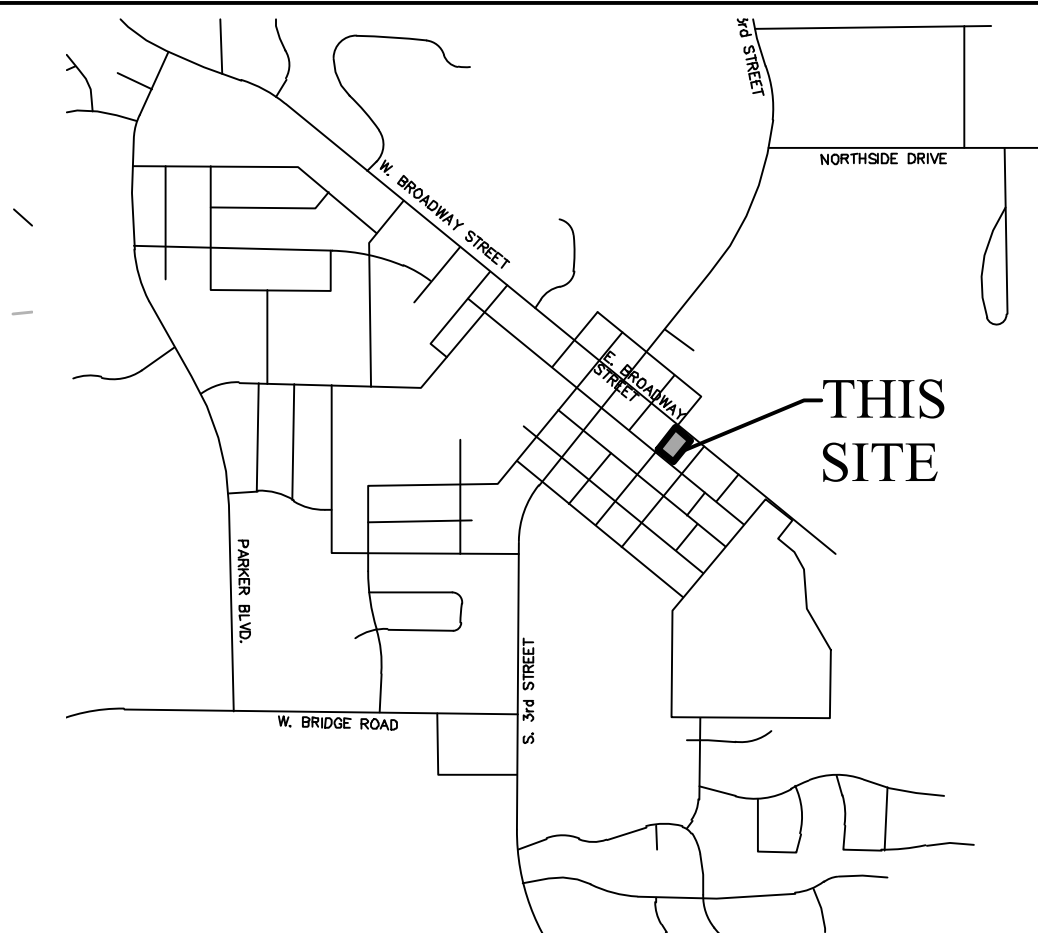 3rd STREET
NORTHSIDE DRIVE
W. BROADWAY STREET
E. BROADWAY
STREET
THIS
SITE
PARKER BLVD.
S. 3rd STREET
W. BRIDGE ROAD